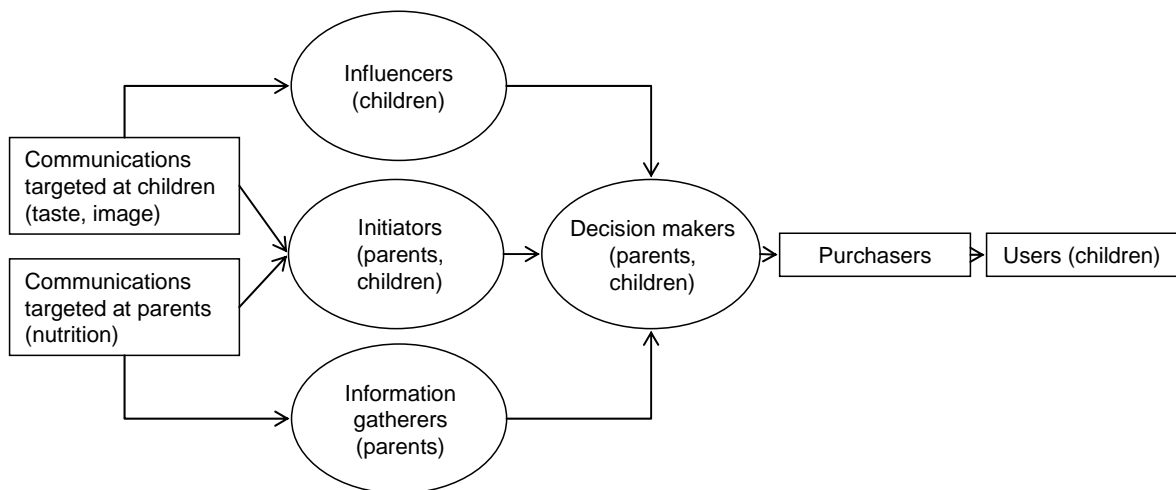 Influencers
(children)
Communications
targeted at children
(taste, image)
Initiators
(parents,
children)
Decision makers
(parents,
children)
Purchasers
Users (children)
Communications
targeted at parents
(nutrition)
Information
gatherers
(parents)